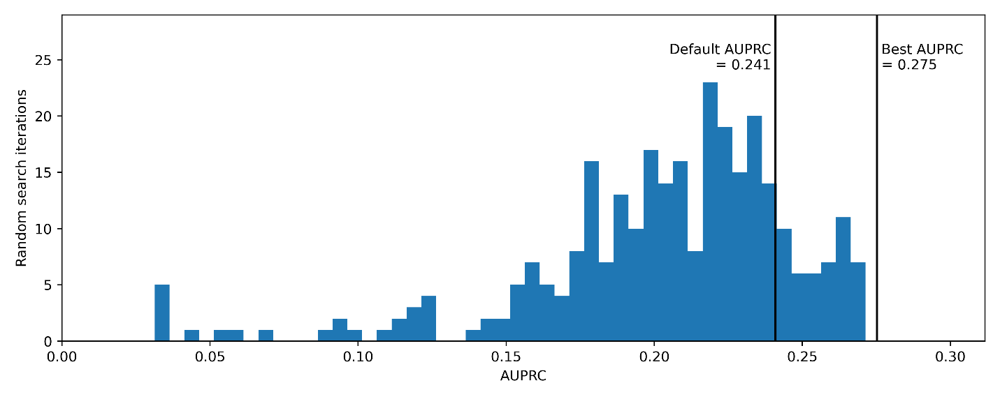 Default AUPRC
= 0.241
Best AUPRC
= 0.275
Random search iterations
25
20
15
10
5
0
0.00 0.05 0.10 0.15 0.20 0.25 0.30
AUPRC